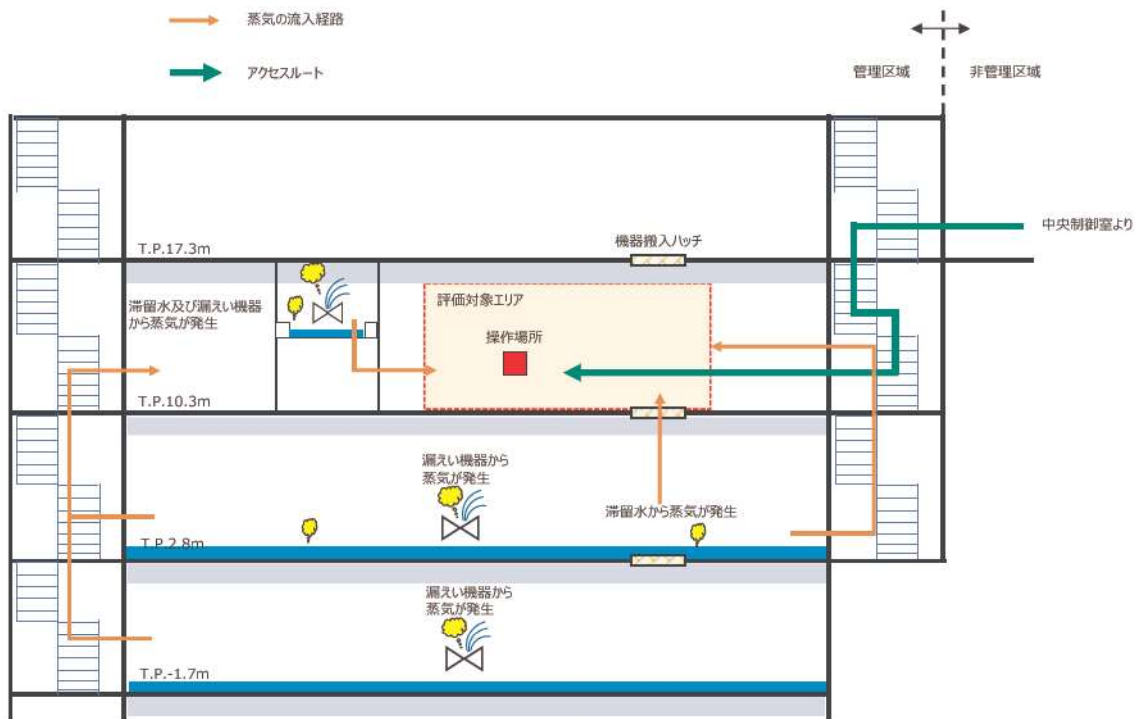 蒸気の流入経路
アクセスルート
管理区域
非管理区域
中央制御室より
T.P.17.3m
機器搬入ハッチ
滞留水及び漏えい機器
から蒸気が発生
評価対象エリア
操作場所
T.P.10.3m
漏えい機器から
蒸気が発生
滞留水から蒸気が発生
T.P.2.8m
漏えい機器から
蒸気が発生
T.P.-1.7m